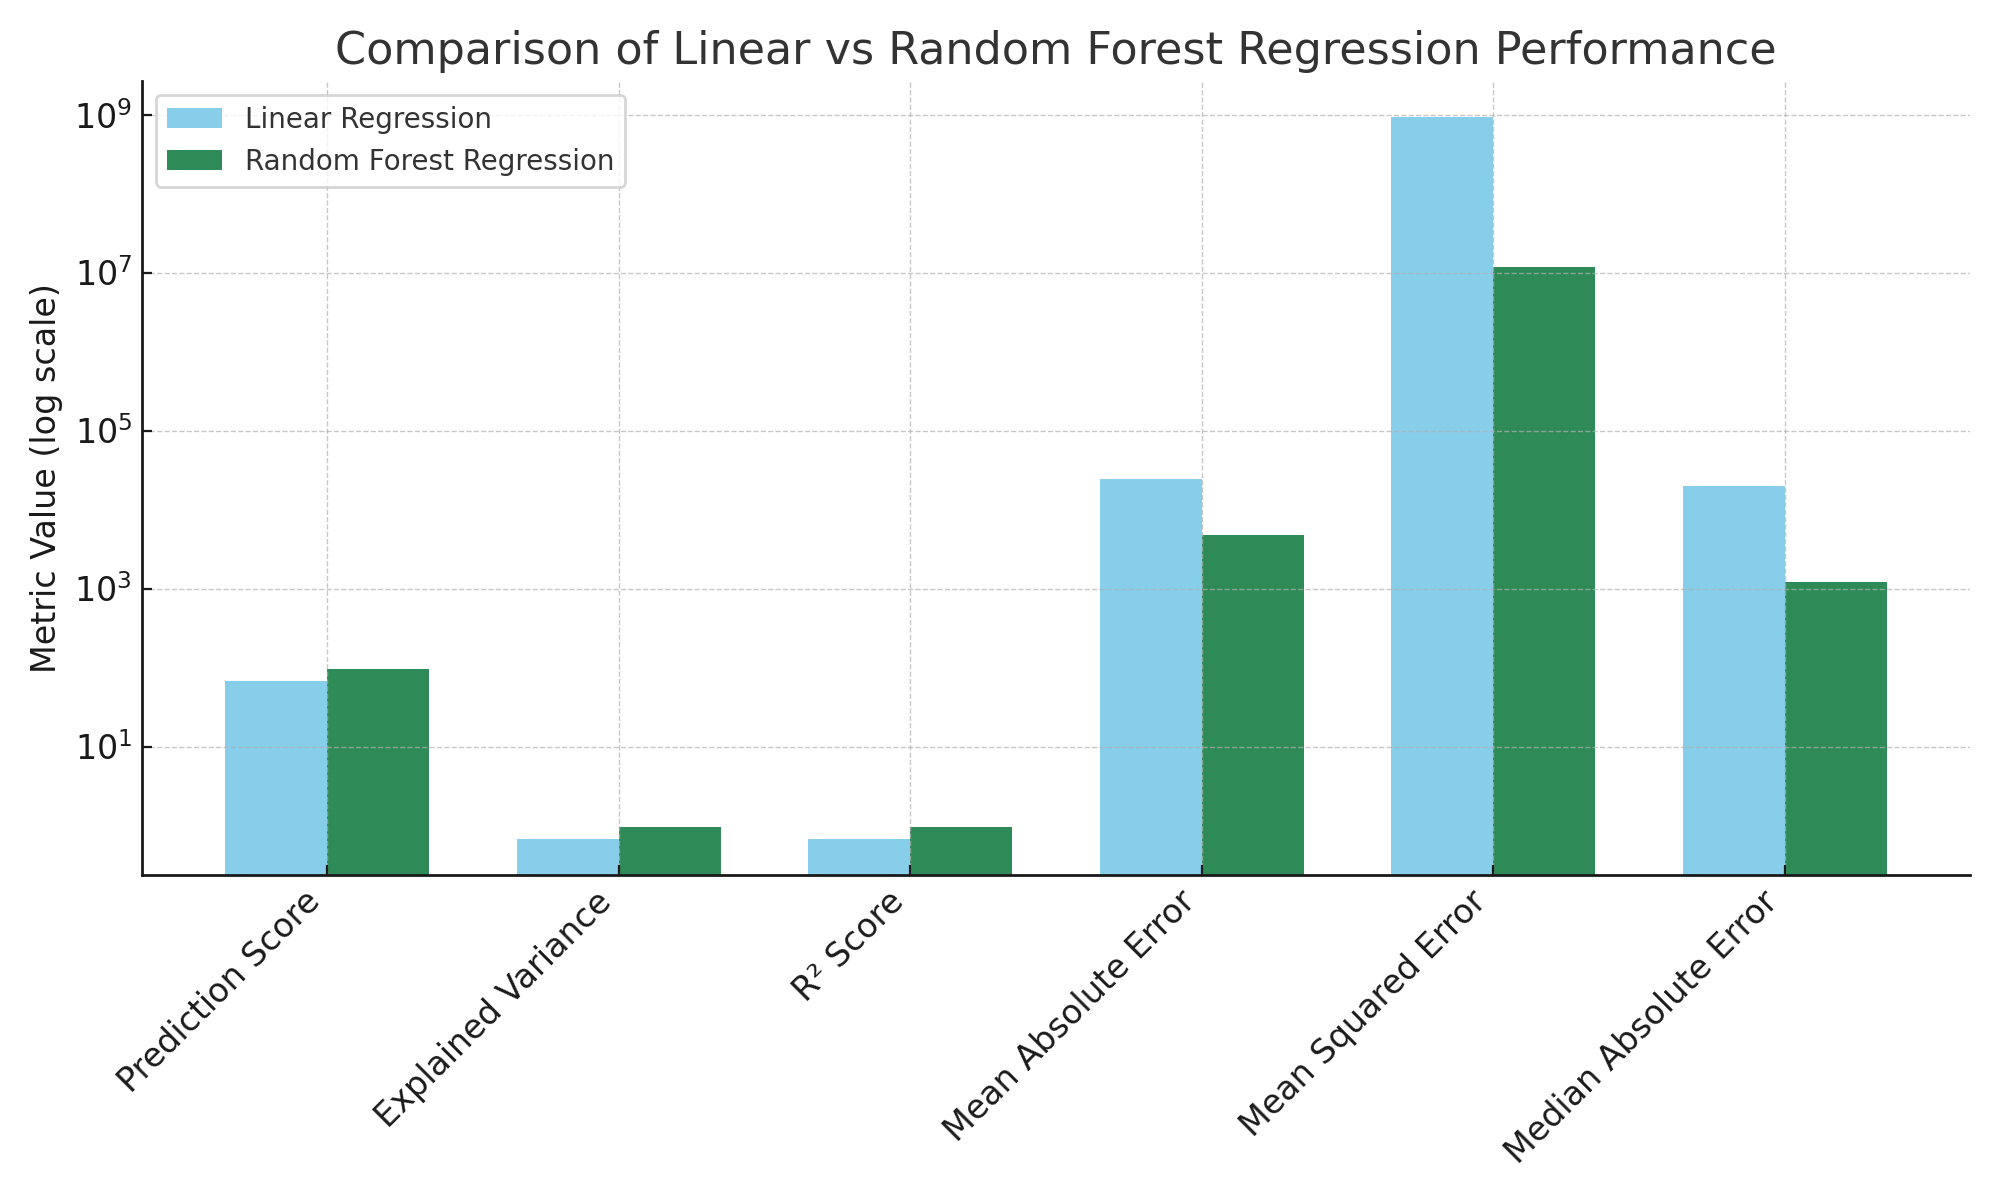 Comparison of Linear vs Random Forest Regression Performance
Linear Regression
Random Forest Regression
Metric Value (log scale)
10⁹
10⁷
10⁵
10³
10¹
Prediction Score
Explained Variance
R² Score
Mean Absolute Error
Mean Squared Error
Median Absolute Error